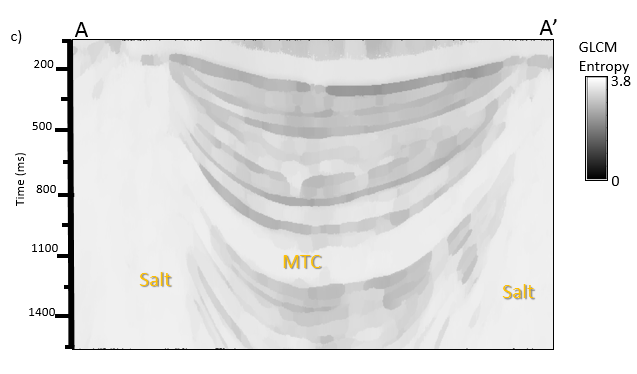 c)
A
A’
GLCM
Entropy
3.8
0
200
500
800
1100
1400
Time (ms)
MTC
Salt
Salt